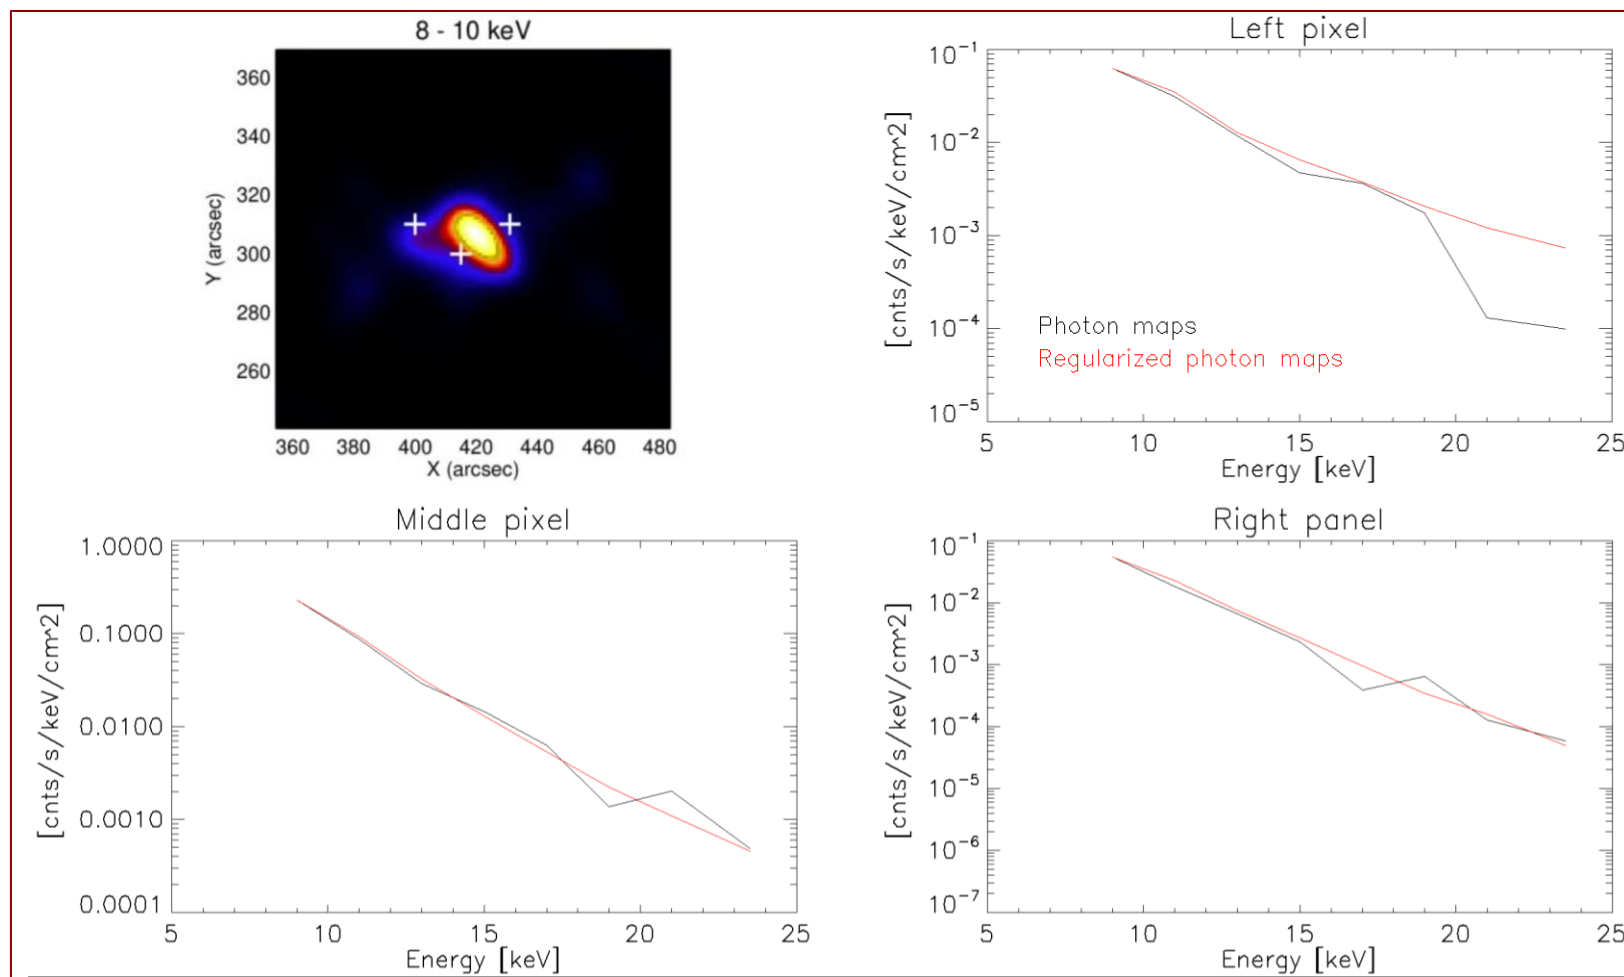 8 - 10 keV
360
340
320
300
280
260
Y (arcsec)
360 380 400 420 440 460 480
X (arcsec)
Left pixel
10^-1
10^-2
10^-3
10^-4
10^-5
[cnts/s/keV/cm^2]
Photon maps
Regularized photon maps
5 10 15 20 25
Energy [keV]
Middle pixel
1.0000
0.1000
0.0100
0.0010
0.0001
[cnts/s/keV/cm^2]
5 10 15 20 25
Energy [keV]
Right panel
10^-1
10^-2
10^-3
10^-4
10^-5
10^-6
10^-7
[cnts/s/keV/cm^2]
5 10 15 20 25
Energy [keV]